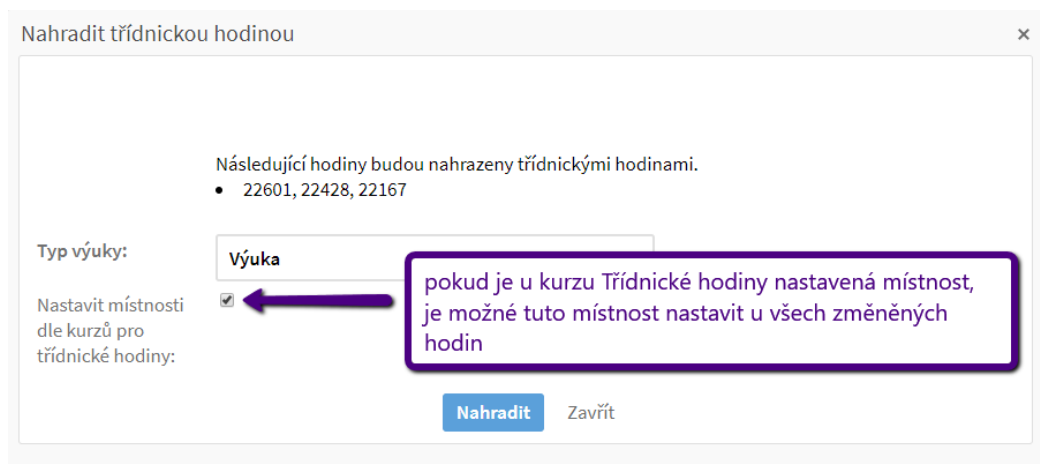 Nahradit třídnickou hodinou
×
Následující hodiny budou nahrazeny třídnickými hodinami.
• 22601, 22428, 22167
Typ výuky:
Výuka
pokud je u kurzu Třídnické hodiny nastavená místnost,
je možné tuto místnost nastavit u všech změněných
hodin
Nastavit místnosti
dle kurzů pro
třídnické hodiny:
Nahradit
Zavřít